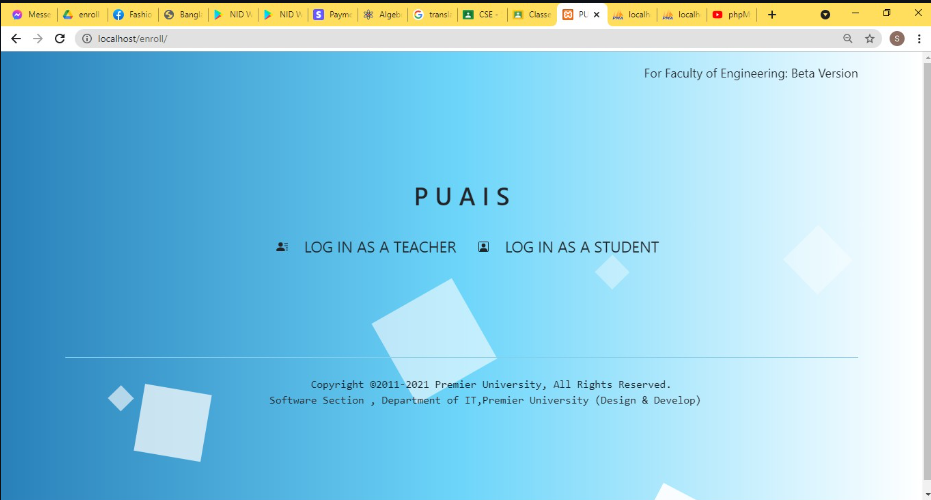 Messe
enroll
Fashio
Bangl
NID V
NID V
Payme
Algeb
transl
CSE -
Classe
PU
localh
localh
phpM
localhost/enroll/
S
For Faculty of Engineering: Beta Version
PUAIS
LOG IN AS A TEACHER
LOG IN AS A STUDENT
Copyright ©2011-2021 Premier University, All Rights Reserved.
Software Section , Department of IT,Premier University (Design & Develop)